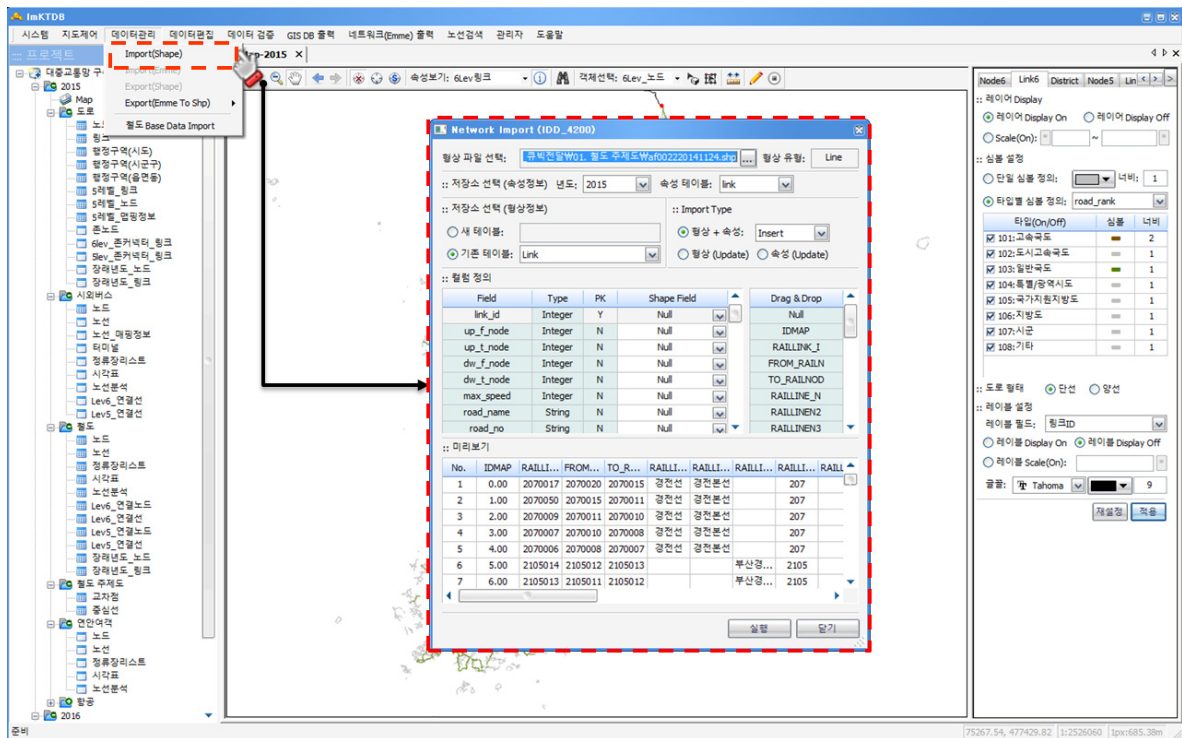 ImKTDB
시스템 지도제어 데이터관리 데이터편집 데이터 검증 GIS DB 출력 네트워크(Emme) 출력 노선검색 관리자 도움말
::: 프로젝트
Import(Shape)
Import(Emme)
Export(Shape)
Export(Emme To Shp)
철도 Base Data Import
-2015
속성보기: 6Lev링크
객체선택: 6Lev_노드
대중교통망 구
2015
Map
도로
노
링크
행정구역(시도)
행정구역(시군구)
행정구역(읍면동)
5레벨_링크
5레벨_노드
5레벨_맵핑정보
존노드
6lev_존커넥터_링크
5lev_존커넥터_링크
장래년도_노드
장래년도_링크
시외버스
노드
노선
노선_매핑정보
터미널
정류장리스트
시각표
노선분석
Lev6_연결선
Lev5_연결선
철도
노드
노선
정류장리스트
시각표
노선분석
Lev6_연결노드
Lev6_연결선
Lev5_연결노드
Lev5_연결선
장래년도_노드
장래년도_링크
철도 주제도
교차점
중심선
연안여객
노드
노선
정류장리스트
시각표
노선분석
항공
2016
준비
Network Import (IDD_4200)
형상 파일 선택: 큐빅전달₩01. 철도 주제도₩af002220141124.shp ... 형상 유형: Line
:: 저장소 선택 (속성정보) 년도: 2015 속성 테이블: link
:: 저장소 선택 (형상정보) :: Import Type
새 테이블: 형상 + 속성: Insert
기존 테이블: Link 형상 (Update) 속성 (Update)
:: 컬럼 정의
Field Type PK Shape Field Drag & Drop
link_id Integer Y Null Null
up_f_node Integer N Null IDMAP
up_t_node Integer N Null RAILLINK_I
dw_f_node Integer N Null FROM_RAILN
dw_t_node Integer N Null TO_RAILNOD
max_speed Integer N Null RAILLINE_N
road_name String N Null RAILLINEN2
road_no String N Null RAILLINEN3
:: 미리보기
No. IDMAP RAILLI... FROM... TO_R... RAILLI... RAILLI... RAILLI... RAILLI... RAILL
1 0.00 2070017 2070020 2070015 경전선 경전본선 207
2 1.00 2070050 2070015 2070011 경전선 경전본선 207
3 2.00 2070009 2070011 2070010 경전선 경전본선 207
4 3.00 2070007 2070010 2070008 경전선 경전본선 207
5 4.00 2070006 2070008 2070007 경전선 경전본선 207
6 5.00 2105014 2105012 2105013 부산경... 2105
7 6.00 2105013 2105011 2105012 부산경... 2105
실행 닫기
Node6 Link6 District Node5 Lin
:: 레이어 Display
레이어 Display On 레이어 Display Off
Scale(On): ~
:: 심볼 설정
단일 심볼 정의: 너비: 1
타입별 심볼 정의: road_rank
타입(On/Off) 심볼 너비
101:고속국도 2
102:도시고속국도 1
103:일반국도 1
104:특별/광역시도 1
105:국가지원지방도 1
106:지방도 1
107:시군 1
108:기타 1
:: 도로 형태 단선 양선
:: 레이블 설정
레이블 필드: 링크ID
레이블 Display On 레이블 Display Off
레이블 Scale(On):
글꼴: Tahoma 9
재설정 적용
75267.54, 477429.82 1:2526060 1px:685.38m